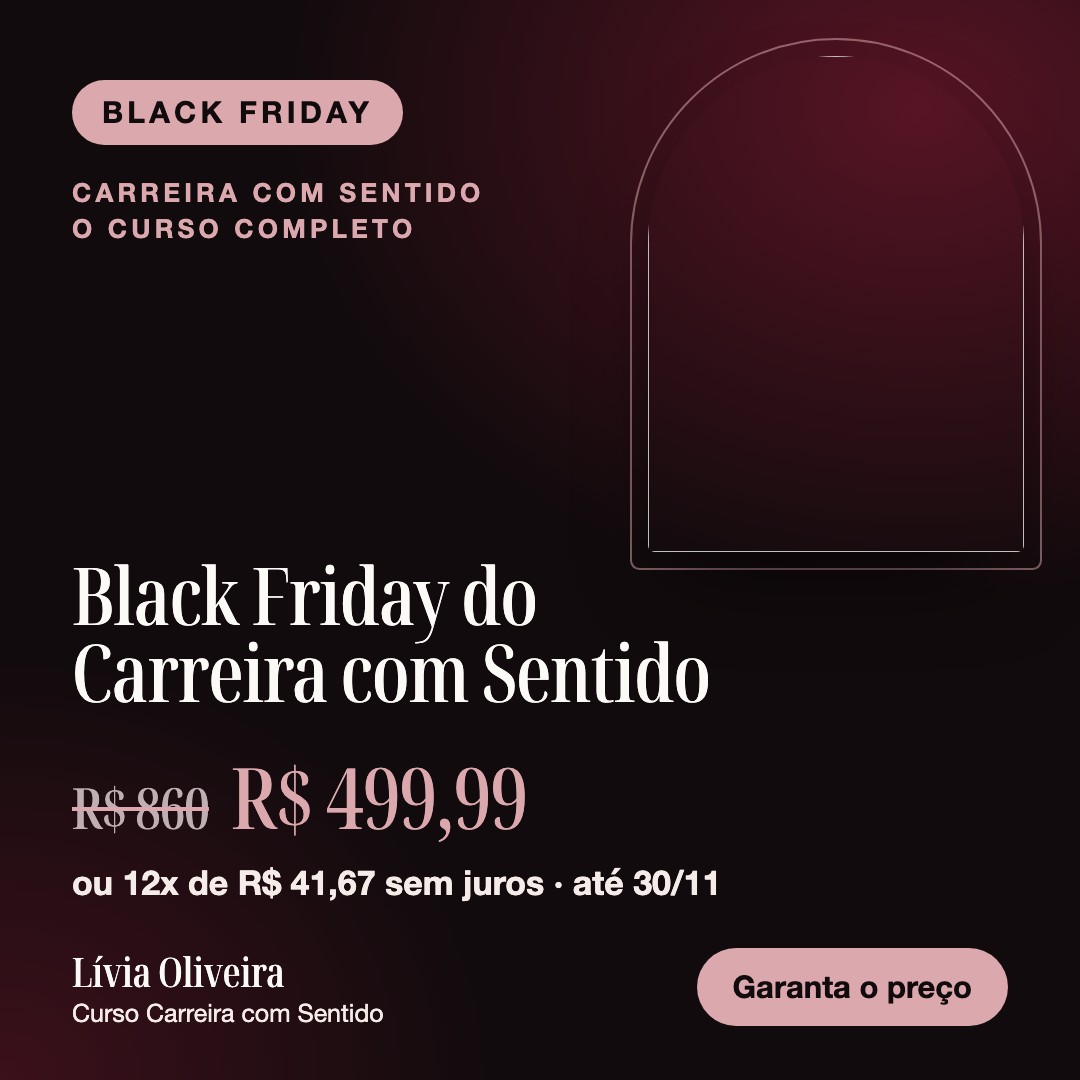 BLACK FRIDAY
CARREIRA COM SENTIDO
O CURSO COMPLETO
Black Friday do
Carreira com Sentido
R$ 860 R$ 499,99
ou 12x de R$ 41,67 sem juros · até 30/11
Lívia Oliveira
Curso Carreira com Sentido
Garanta o preço